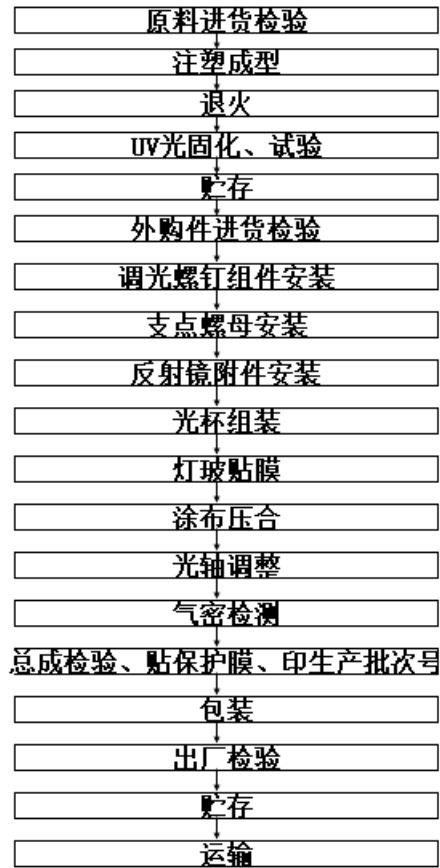 原料进货检验
注塑成型
退火
UV光固化、试验
贮存
外购件进货检验
调光螺钉组件安装
支点螺母安装
反射镜附件安装
光杯组装
灯玻贴膜
涂布压合
光轴调整
气密检测
总成检验、贴保护膜、印生产批次号
包装
出厂检验
贮存
运输